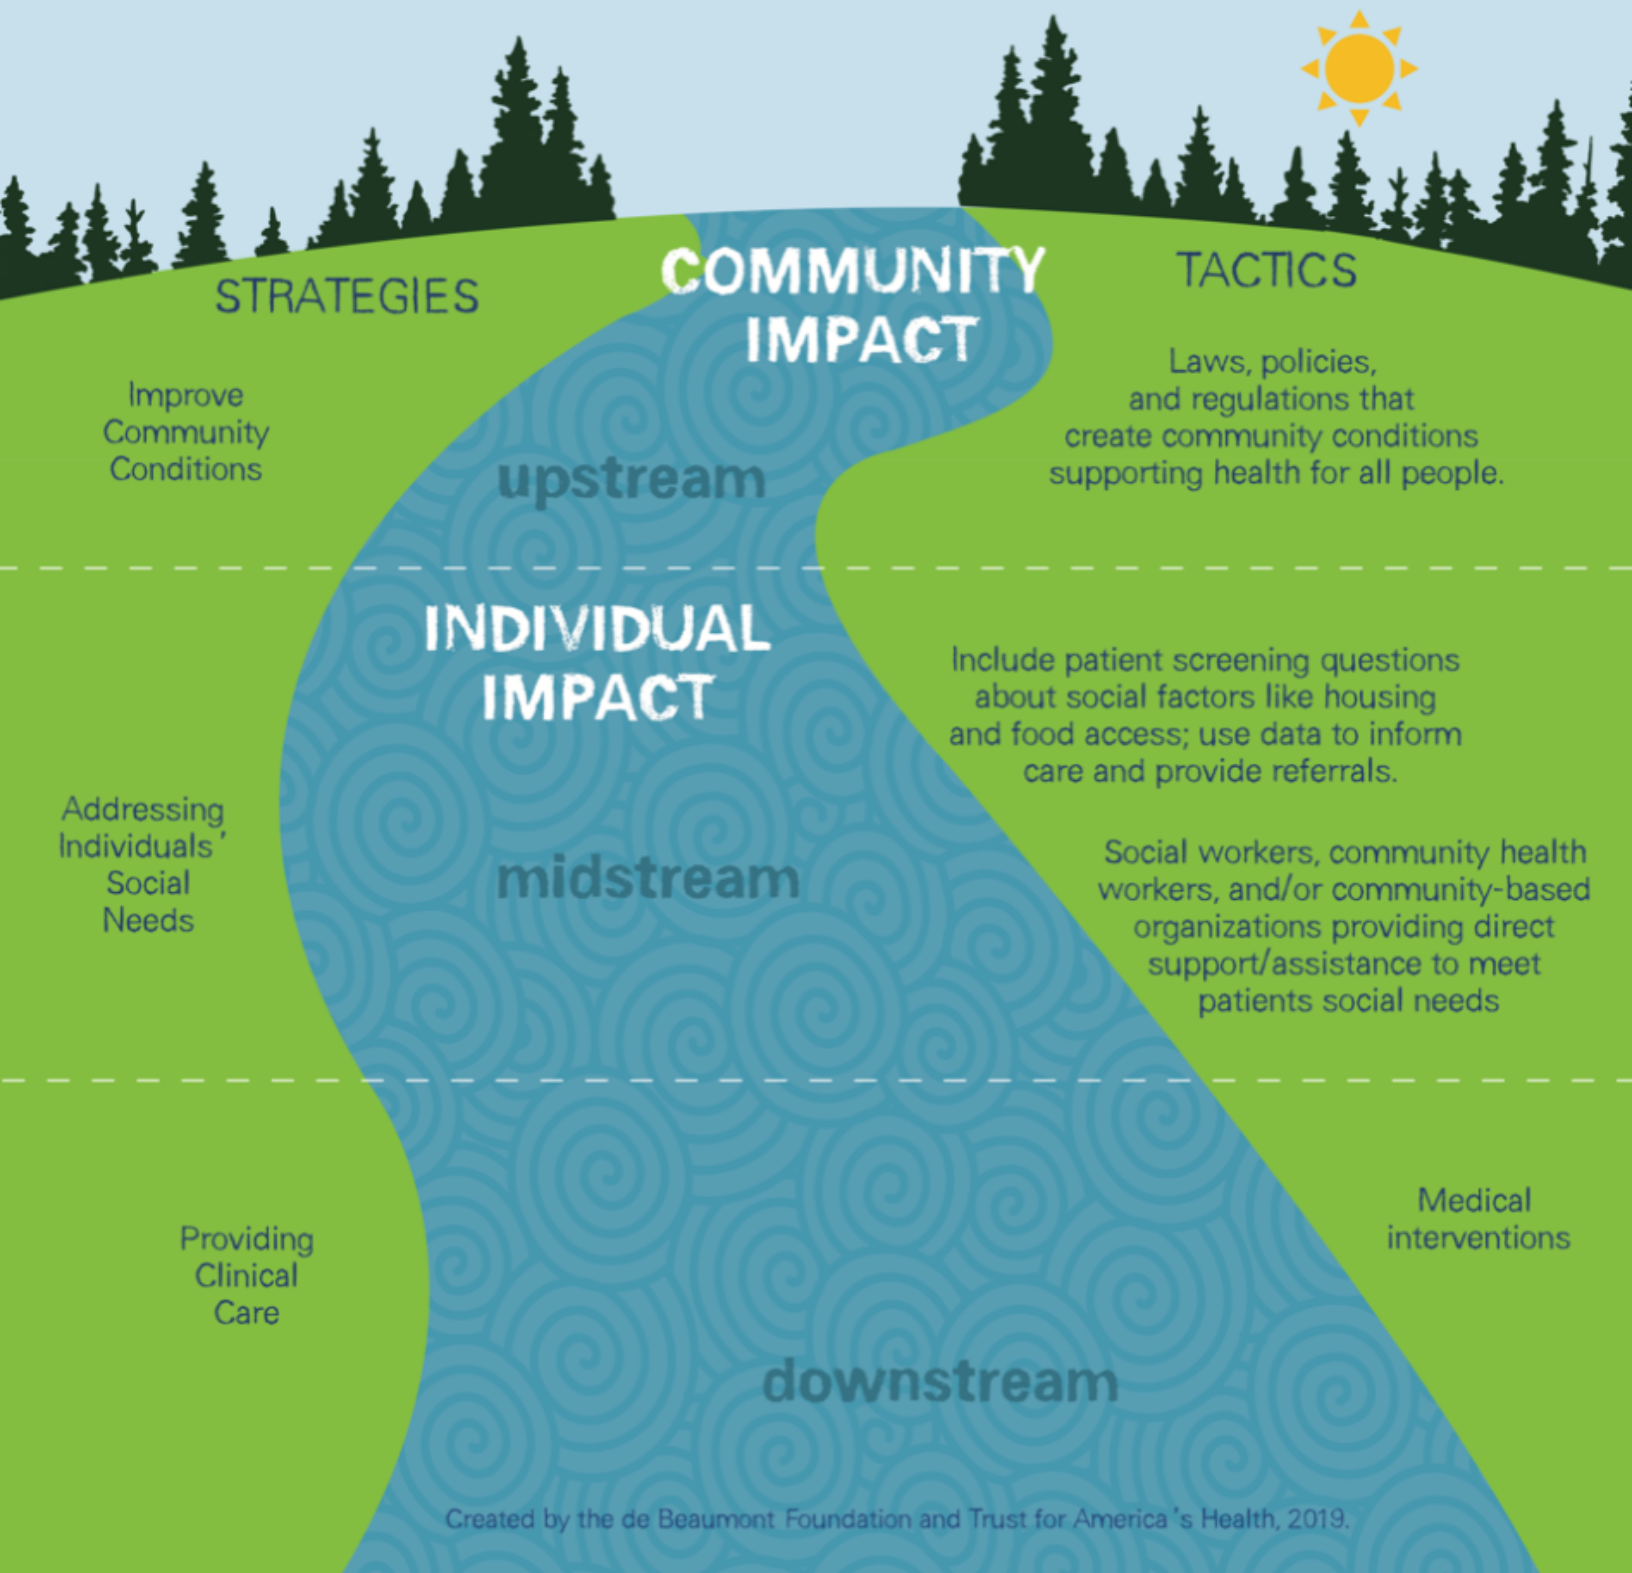 STRATEGIES
COMMUNITY
IMPACT
TACTICS
Improve
Community
Conditions
upstream
Laws, policies,
and regulations that
create community conditions
supporting health for all people.
INDIVIDUAL
IMPACT
Addressing
Individuals'
Social
Needs
midstream
Include patient screening questions
about social factors like housing
and food access; use data to inform
care and provide referrals.
Social workers, community health
workers, and/or community-based
organizations providing direct
support/assistance to meet
patients social needs
Providing
Clinical
Care
downstream
Medical
interventions
Created by the de Beaumont Foundation and Trust for America's Health, 2019.